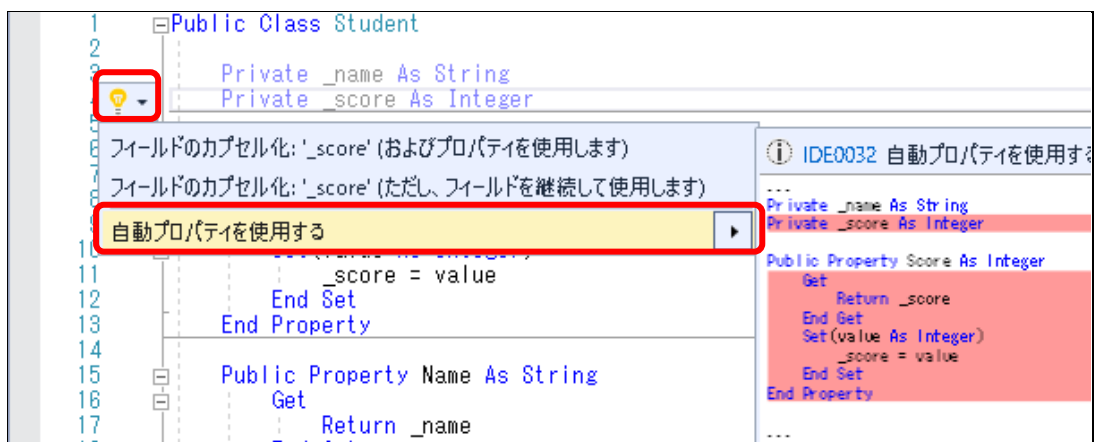 1 Public Class Student
2
3 Private _name As String
4 Private _score As Integer
5
6 フィールドのカプセル化: '_score' (およびプロパティを使用します)
7
8 フィールドのカプセル化: '_score' (ただし、フィールドを継続して使用します)
9 自動プロパティを使用する
10
11 _score = value
12 End Set
13 End Property
14
15 Public Property Name As String
16 Get
17 Return _name
IDE0032 自動プロパティを使用する
...
Private _name As String
Private _score As Integer
Public Property Score As Integer
Get
Return _score
End Get
Set(value As Integer)
_score = value
End Set
End Property
...